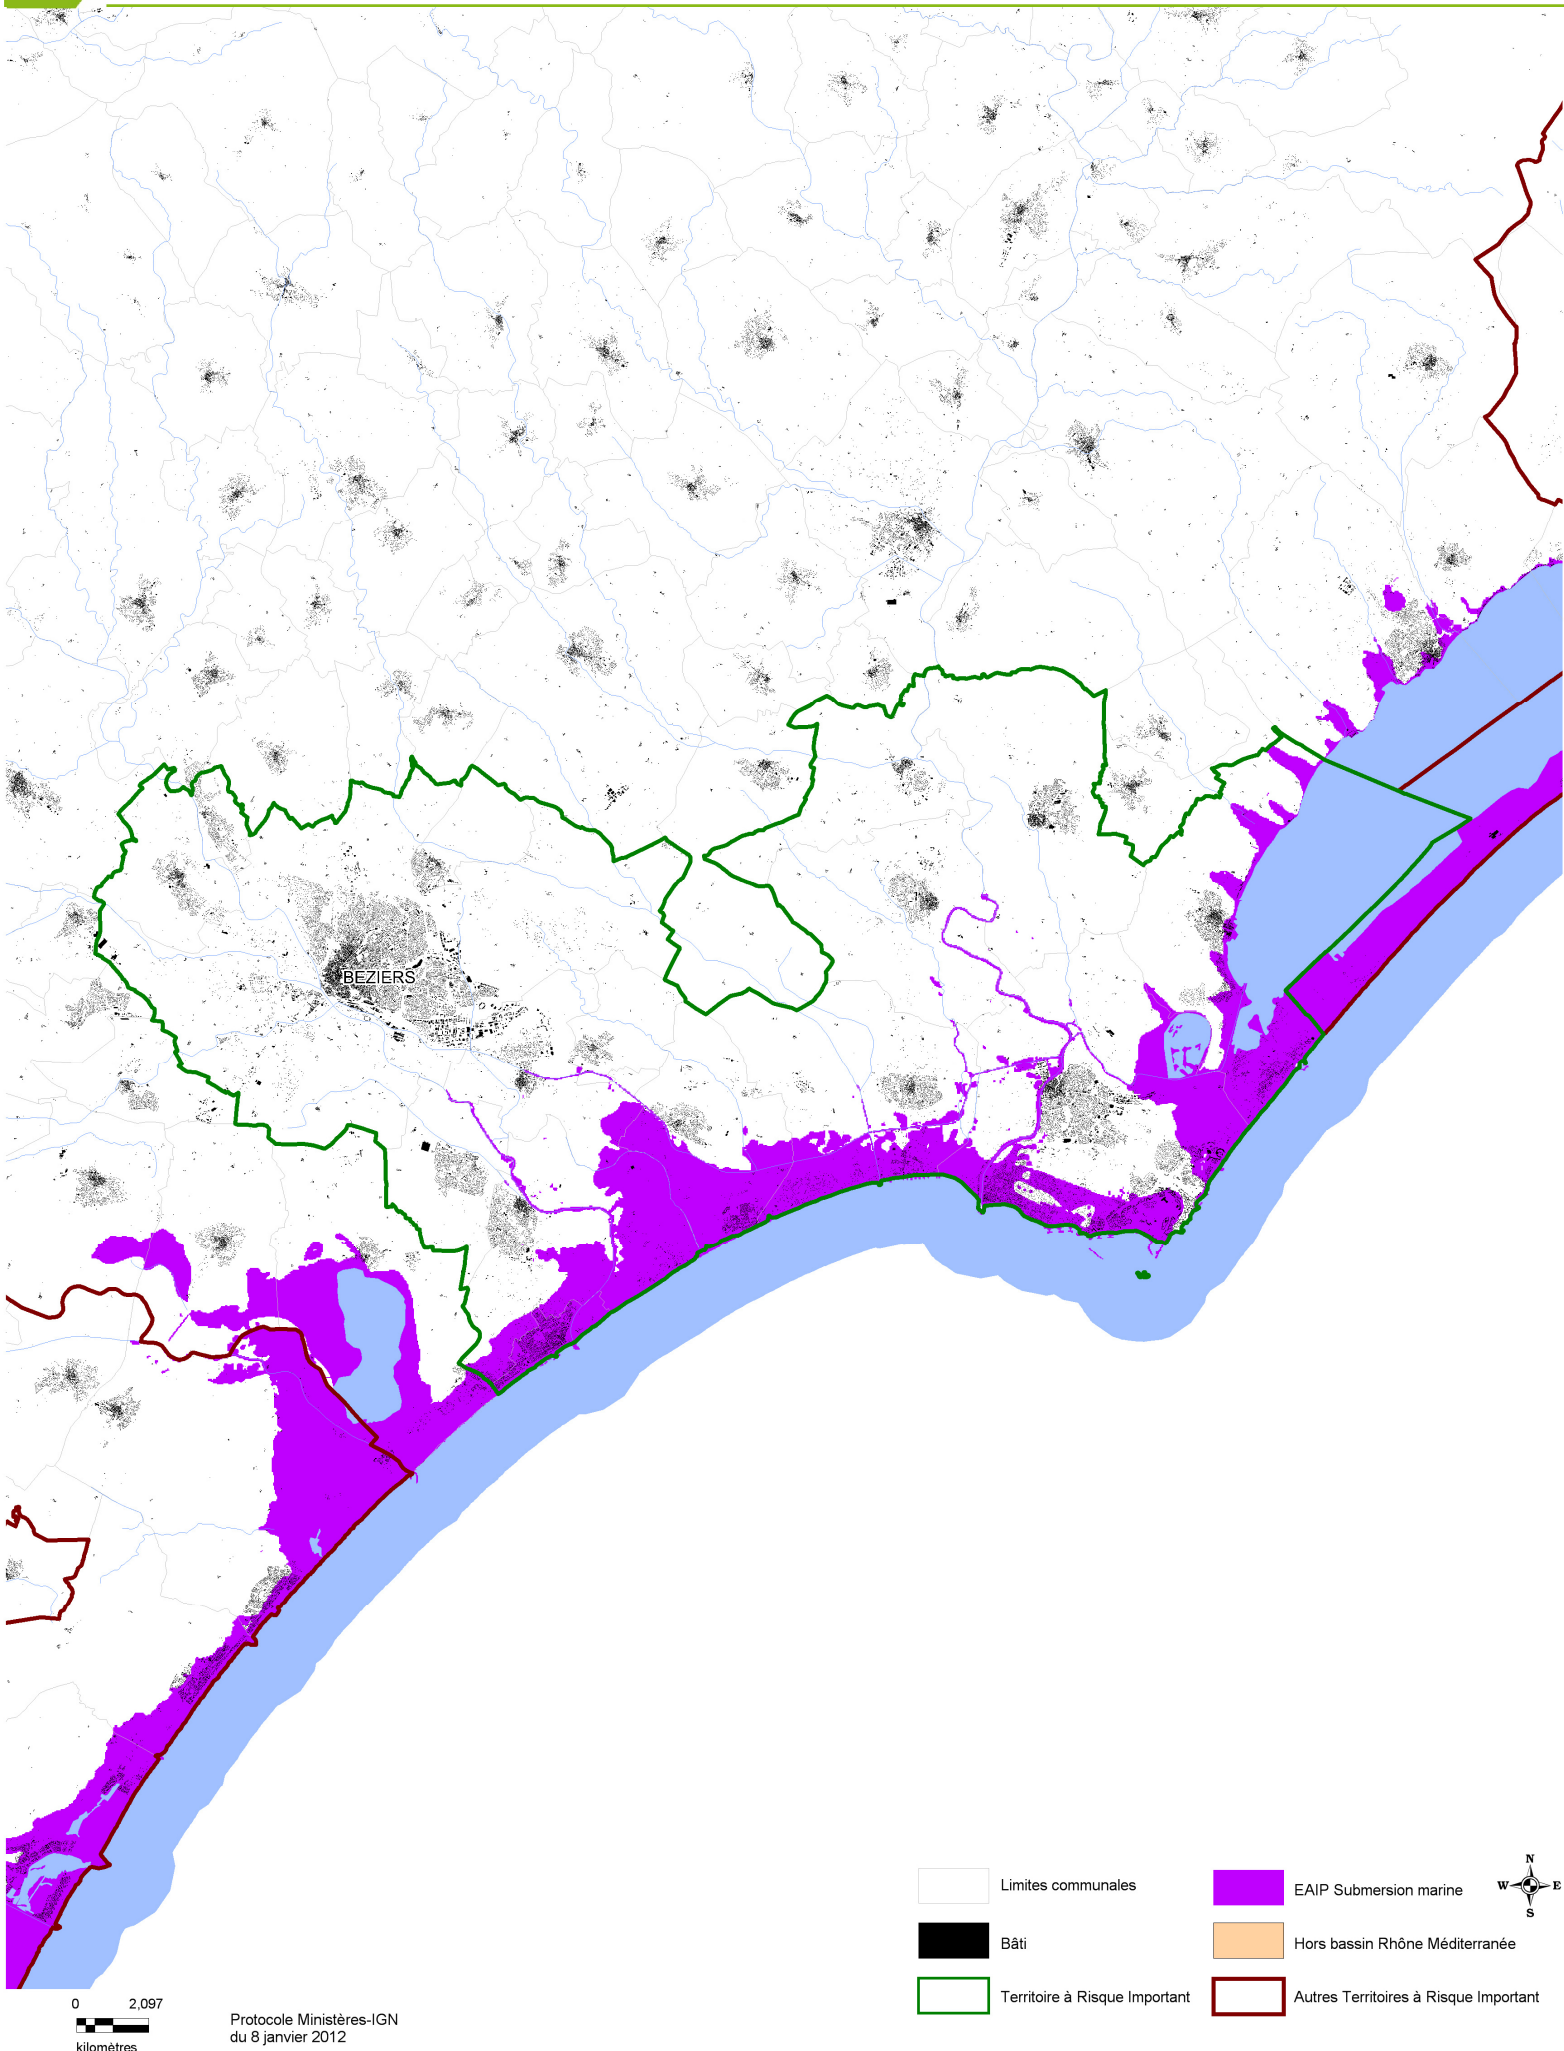 BEZIERS
Limites communales
EAIP Submersion marine
Bâti
Hors bassin Rhône Méditerranée
Territoire à Risque Important
Autres Territoires à Risque Important
N
W E
S
0 2,097
kilomètres
Protocole Ministères-IGN
du 8 janvier 2012